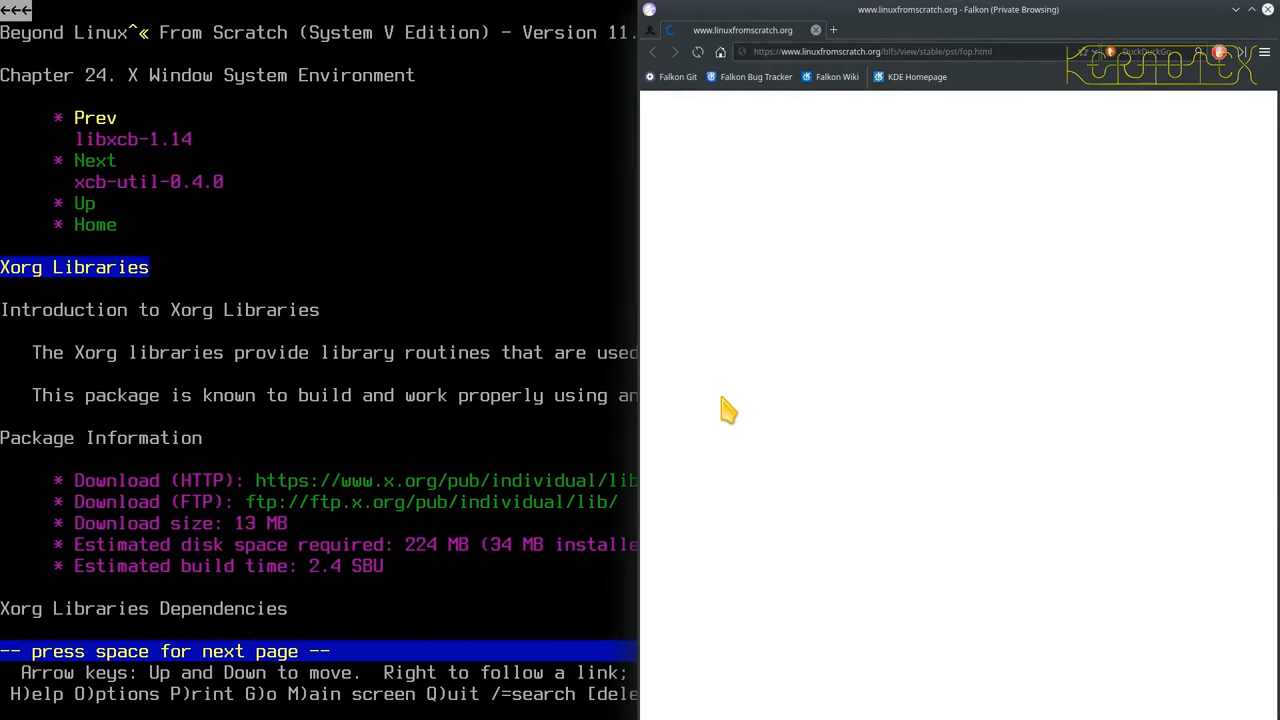 ←←←
Beyond Linux^« From Scratch (System V Edition) - Version 11.
Chapter 24. X Window System Environment
* Prev
libxcb-1.14
* Next
xcb-util-0.4.0
* Up
* Home
Xorg Libraries
Introduction to Xorg Libraries
The Xorg libraries provide library routines that are used
This package is known to build and work properly using an
Package Information
* Download (HTTP): https://www.x.org/pub/individual/lib
* Download (FTP): ftp://ftp.x.org/pub/individual/lib/
* Download size: 13 MB
* Estimated disk space required: 224 MB (34 MB installe
* Estimated build time: 2.4 SBU
Xorg Libraries Dependencies
-- press space for next page --
Arrow keys: Up and Down to move. Right to follow a link;
H)elp O)ptions P)rint G)o M)ain screen Q)uit /=search [dele
www.linuxfromscratch.org - Falkon (Private Browsing)
www.linuxfromscratch.org
https://www.linuxfromscratch.org/blfs/view/stable/pst/fop.html
DuckDuckGo
Falkon Git Falkon Bug Tracker Falkon Wiki KDE Homepage